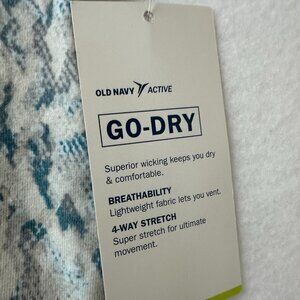 OLD NAVY ACTIVE
GO-DRY
Superior wicking keeps you dry
& comfortable.
BREATHABILITY
Lightweight fabric lets you vent.
4-WAY STRETCH
Super stretch for ultimate
movement.